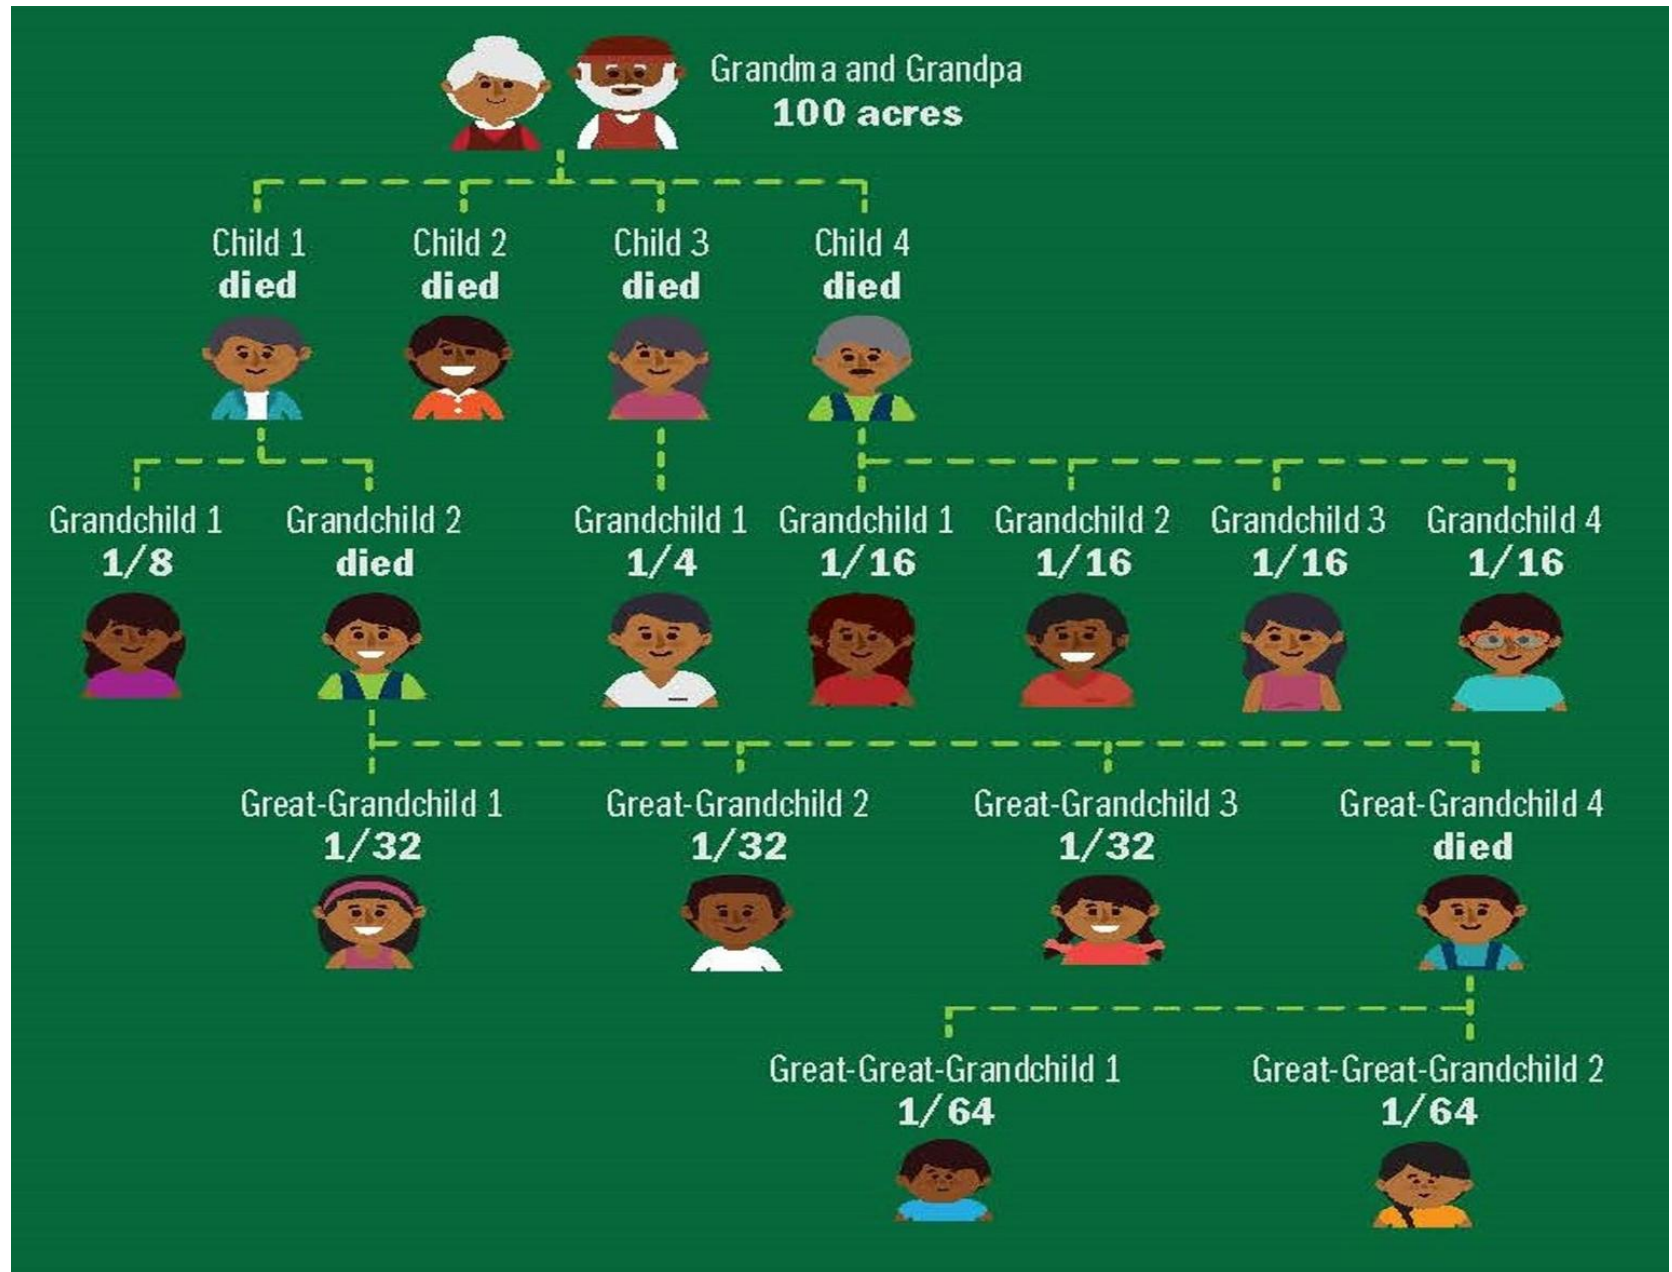 Grandma and Grandpa
100 acres
Child 1
died
Child 2
died
Child 3
died
Child 4
died
Grandchild 1
1/8
Grandchild 2
died
Grandchild 1
1/4
Grandchild 1
1/16
Grandchild 2
1/16
Grandchild 3
1/16
Grandchild 4
1/16
Great-Grandchild 1
1/32
Great-Grandchild 2
1/32
Great-Grandchild 3
1/32
Great-Grandchild 4
died
Great-Great-Grandchild 1
1/64
Great-Great-Grandchild 2
1/64